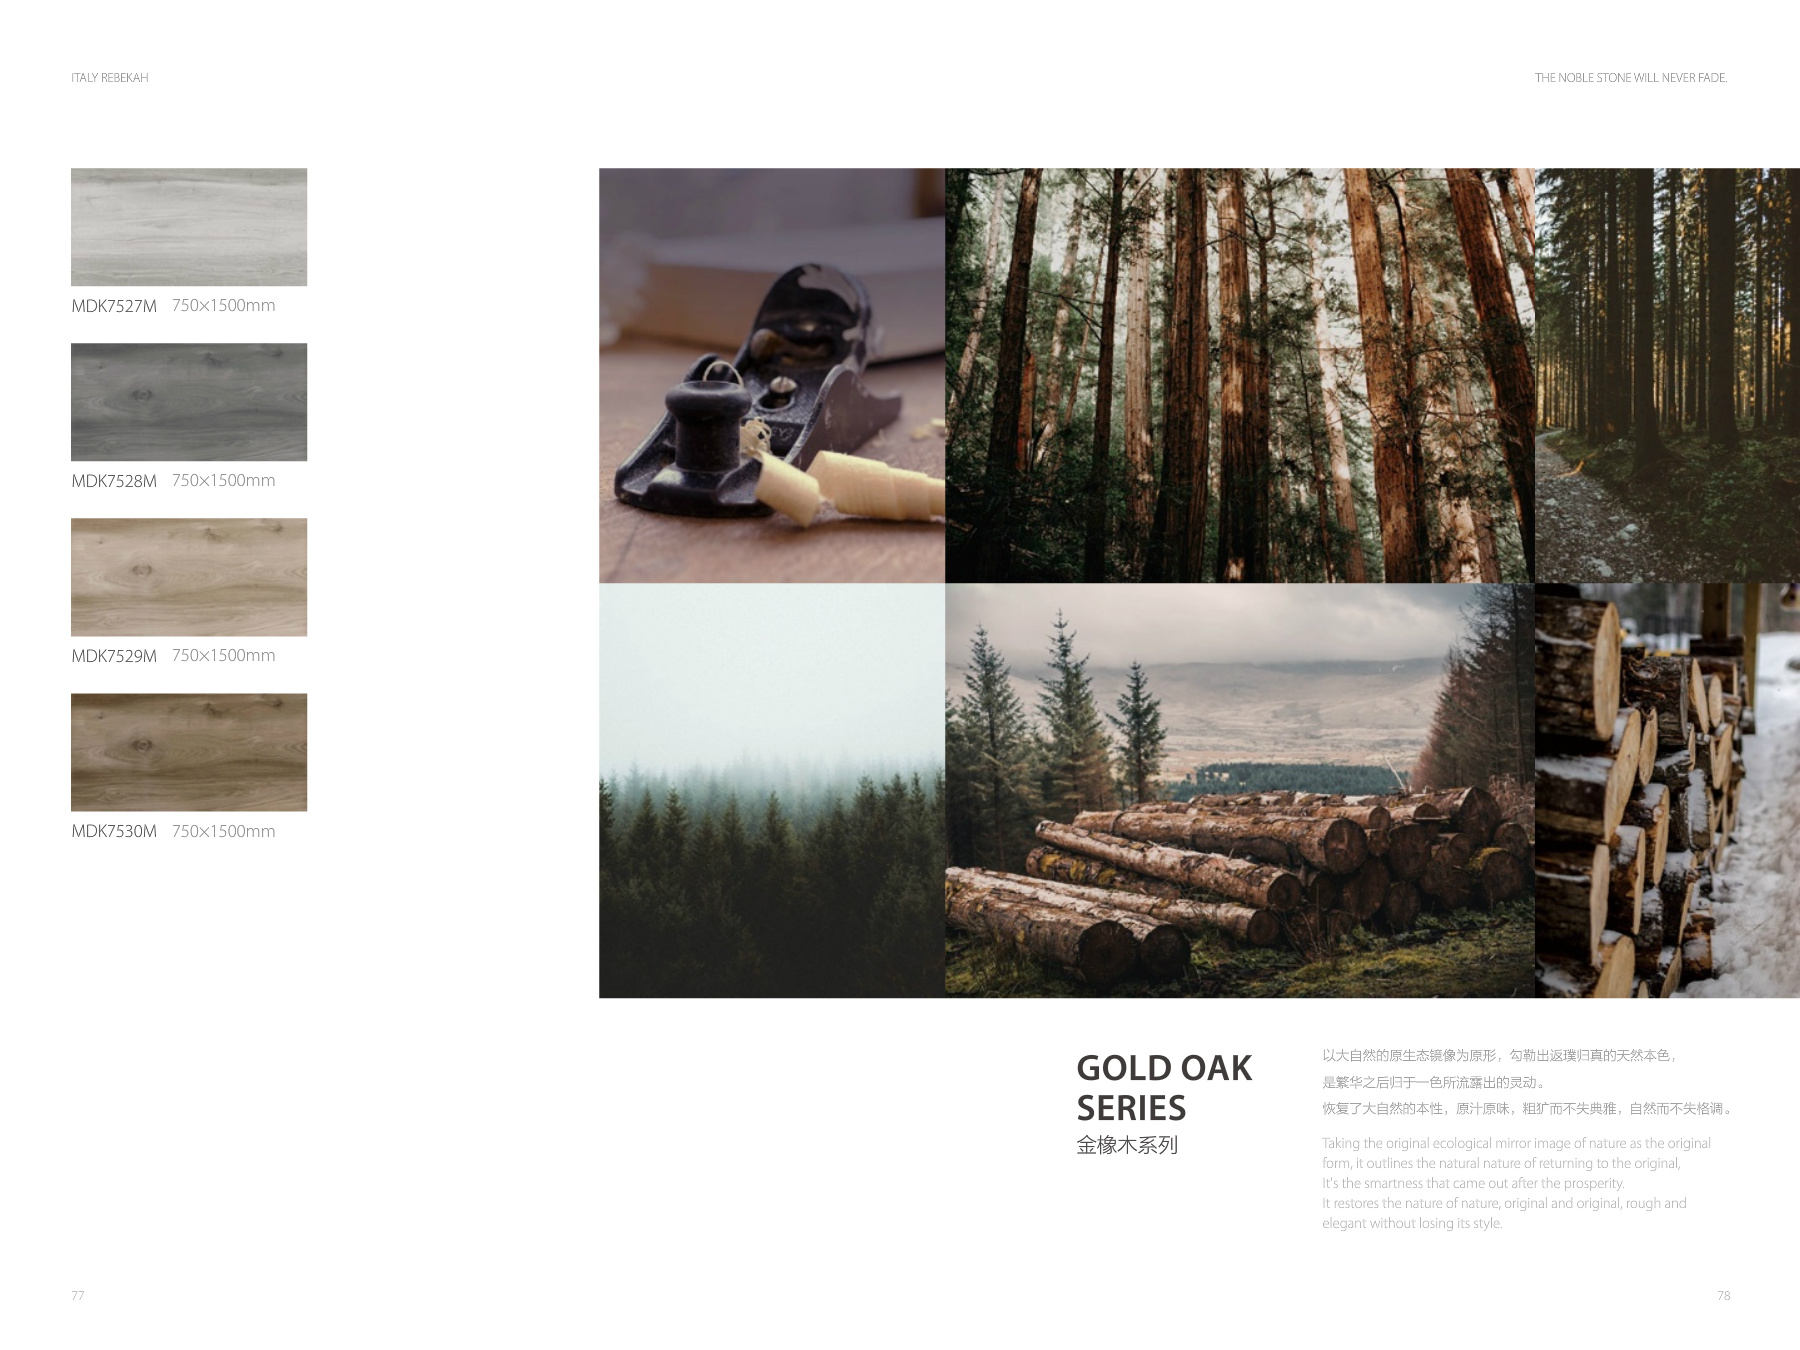 ITALY REBEKAH
THE NOBLE STONE WILL NEVER FADE.
MDK7527M 750×1500mm
MDK7528M 750×1500mm
MDK7529M 750×1500mm
MDK7530M 750×1500mm
GOLD OAK
SERIES
金橡木系列
以大自然的原生态镜像为原形，勾勒出返璞归真的天然本色，
是繁华之后归于一色所流露出的灵动。
恢复了大自然的本性，原汁原味，粗犷而不失典雅，自然而不失格调。
Taking the original ecological mirror image of nature as the original
form, it outlines the natural nature of returning to the original,
It's the smartness that came out after the prosperity.
It restores the nature of nature, original and original, rough and
elegant without losing its style.
77
78